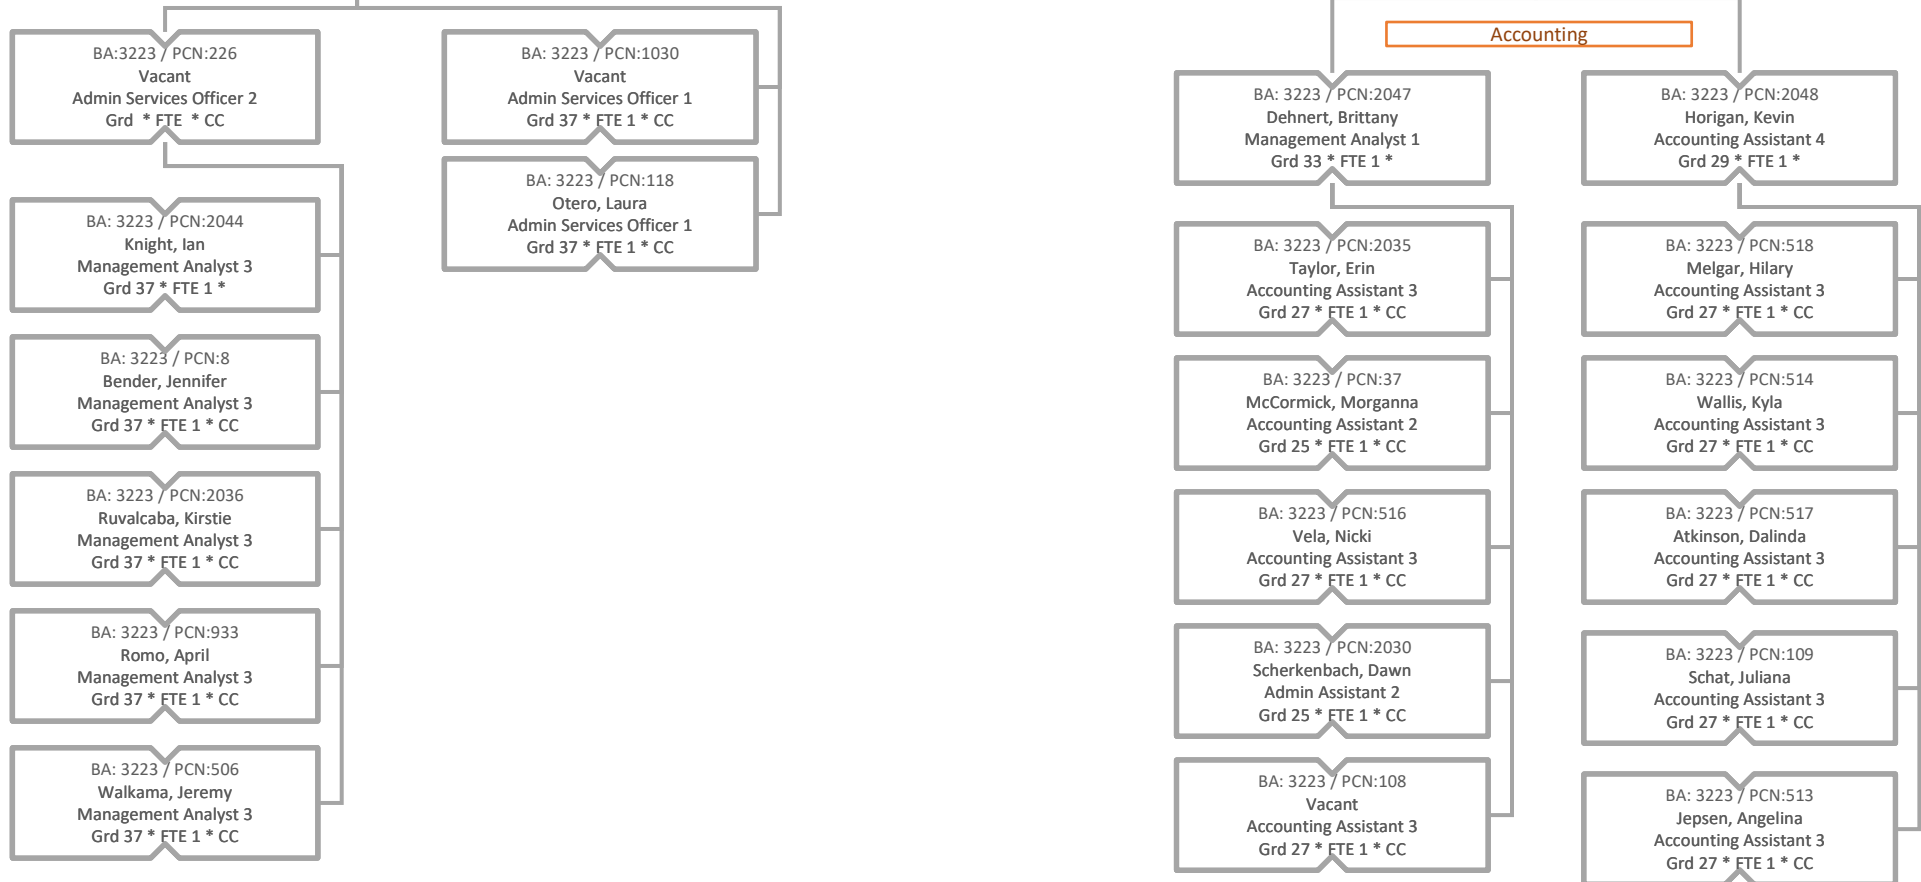 BA:3223 / PCN:226
Vacant
Admin Services Officer 2
Grd * FTE * CC
BA: 3223 / PCN:2044
Knight, Ian
Management Analyst 3
Grd 37 * FTE 1 *
BA: 3223 / PCN:8
Bender, Jennifer
Management Analyst 3
Grd 37 * FTE 1 * CC
BA: 3223 / PCN:2036
Ruvalcaba, Kirstie
Management Analyst 3
Grd 37 * FTE 1 * CC
BA: 3223 / PCN:933
Romo, April
Management Analyst 3
Grd 37 * FTE 1 * CC
BA: 3223 / PCN:506
Walkama, Jeremy
Management Analyst 3
Grd 37 * FTE 1 * CC
BA: 3223 / PCN:1030
Vacant
Admin Services Officer 1
Grd 37 * FTE 1 * CC
BA: 3223 / PCN:118
Otero, Laura
Admin Services Officer 1
Grd 37 * FTE 1 * CC
Accounting
BA: 3223 / PCN:2047
Dehnert, Brittany
Management Analyst 1
Grd 33 * FTE 1 *
BA: 3223 / PCN:2035
Taylor, Erin
Accounting Assistant 3
Grd 27 * FTE 1 * CC
BA: 3223 / PCN:37
McCormick, Morganna
Accounting Assistant 2
Grd 25 * FTE 1 * CC
BA: 3223 / PCN:516
Vela, Nicki
Accounting Assistant 3
Grd 27 * FTE 1 * CC
BA: 3223 / PCN:2030
Scherkenbach, Dawn
Admin Assistant 2
Grd 25 * FTE 1 * CC
BA: 3223 / PCN:108
Vacant
Accounting Assistant 3
Grd 27 * FTE 1 * CC
BA: 3223 / PCN:2048
Horigan, Kevin
Accounting Assistant 4
Grd 29 * FTE 1 *
BA: 3223 / PCN:518
Melgar, Hilary
Accounting Assistant 3
Grd 27 * FTE 1 * CC
BA: 3223 / PCN:514
Wallis, Kyla
Accounting Assistant 3
Grd 27 * FTE 1 * CC
BA: 3223 / PCN:517
Atkinson, Dalinda
Accounting Assistant 3
Grd 27 * FTE 1 * CC
BA: 3223 / PCN:109
Schat, Juliana
Accounting Assistant 3
Grd 27 * FTE 1 * CC
BA: 3223 / PCN:513
Jepsen, Angelina
Accounting Assistant 3
Grd 27 * FTE 1 * CC